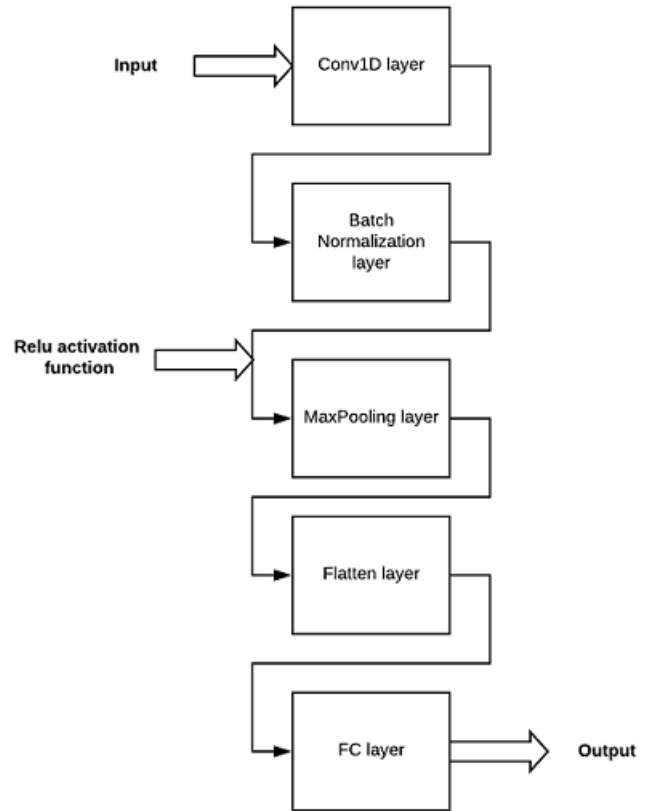 Input
Conv1D layer
Batch
Normalization
layer
Relu activation
function
MaxPooling layer
Flatten layer
FC layer
Output